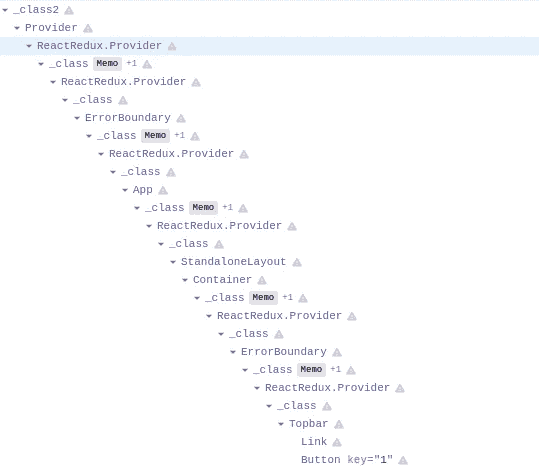 _class2
Provider
ReactRedux.Provider
_class Memo +1
ReactRedux.Provider
_class
ErrorBoundary
_class Memo +1
ReactRedux.Provider
_class
App
_class Memo +1
ReactRedux.Provider
_class
StandaloneLayout
Container
_class Memo +1
ReactRedux.Provider
_class
ErrorBoundary
_class Memo +1
ReactRedux.Provider
_class
Topbar
Link
Button key="1"